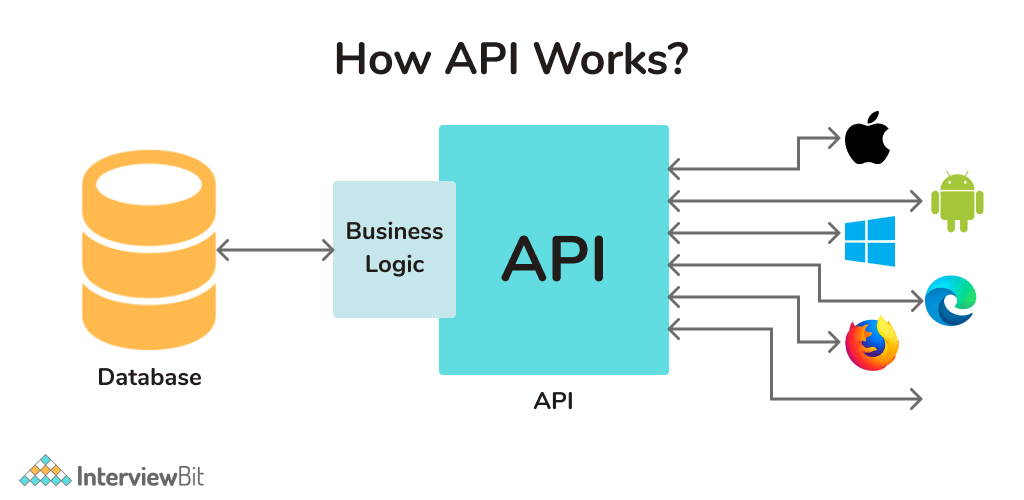 How API Works?
Business
Logic
API
Database
API
InterviewBit